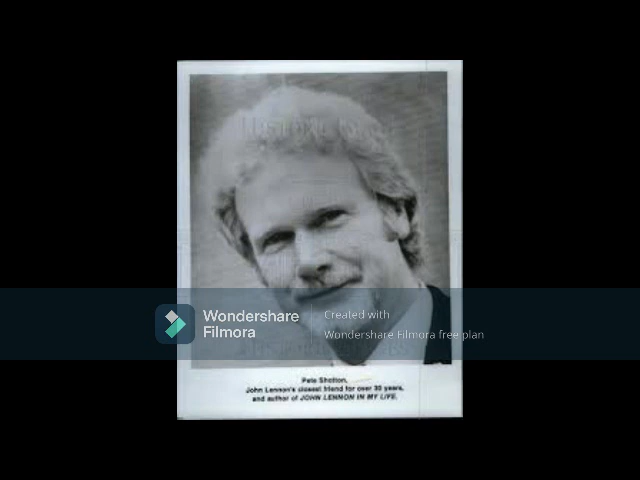 Wondershare
Filmora
Created with
Wondershare Filmora free plan
Pete Shotton,
John Lennon's closest friend for over 30 years,
and author of JOHN LENNON IN MY LIFE.